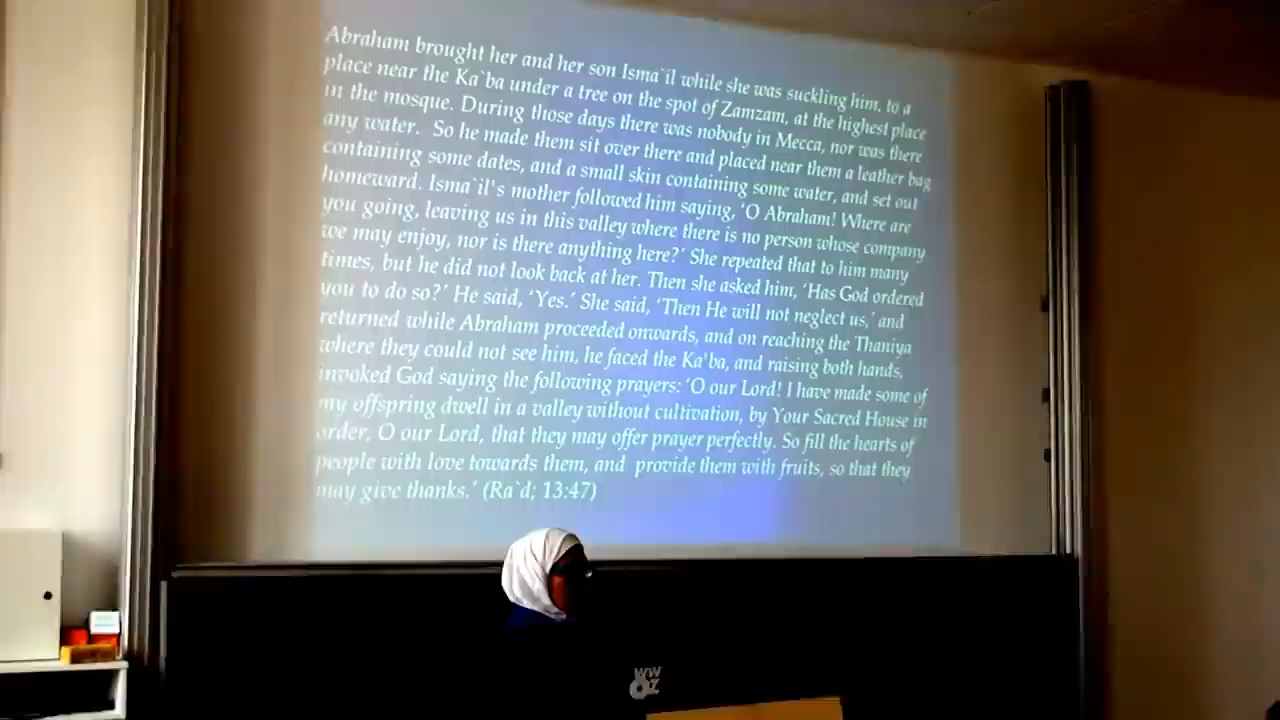 Abraham brought her and her son Isma`il while she was suckling him, to a
place near the Ka`ba under a tree on the spot of Zamzam, at the highest place
in the mosque. During those days there was nobody in Mecca, nor was there
any water.  So he made them sit over there and placed near them a leather bag
containing some dates, and a small skin containing some water, and set out
homeward. Isma`il's mother followed him saying, ‘O Abraham! Where are
you going, leaving us in this valley where there is no person whose company
we may enjoy, nor is there anything here?’ She repeated that to him many
times, but he did not look back at her. Then she asked him, ‘Has God ordered
you to do so?’ He said, ‘Yes.’ She said, ‘Then He will not neglect us,’ and
returned while Abraham proceeded onwards, and on reaching the Thaniya
where they could not see him, he faced the Ka'ba, and raising both hands,
invoked God saying the following prayers: ‘O our Lord! I have made some of
my offspring dwell in a valley without cultivation, by Your Sacred House in
order, O our Lord, that they may offer prayer perfectly. So fill the hearts of
people with love towards them, and  provide them with fruits, so that they
may give thanks.’ (Ra`d; 13:47)
WW
ÖZ